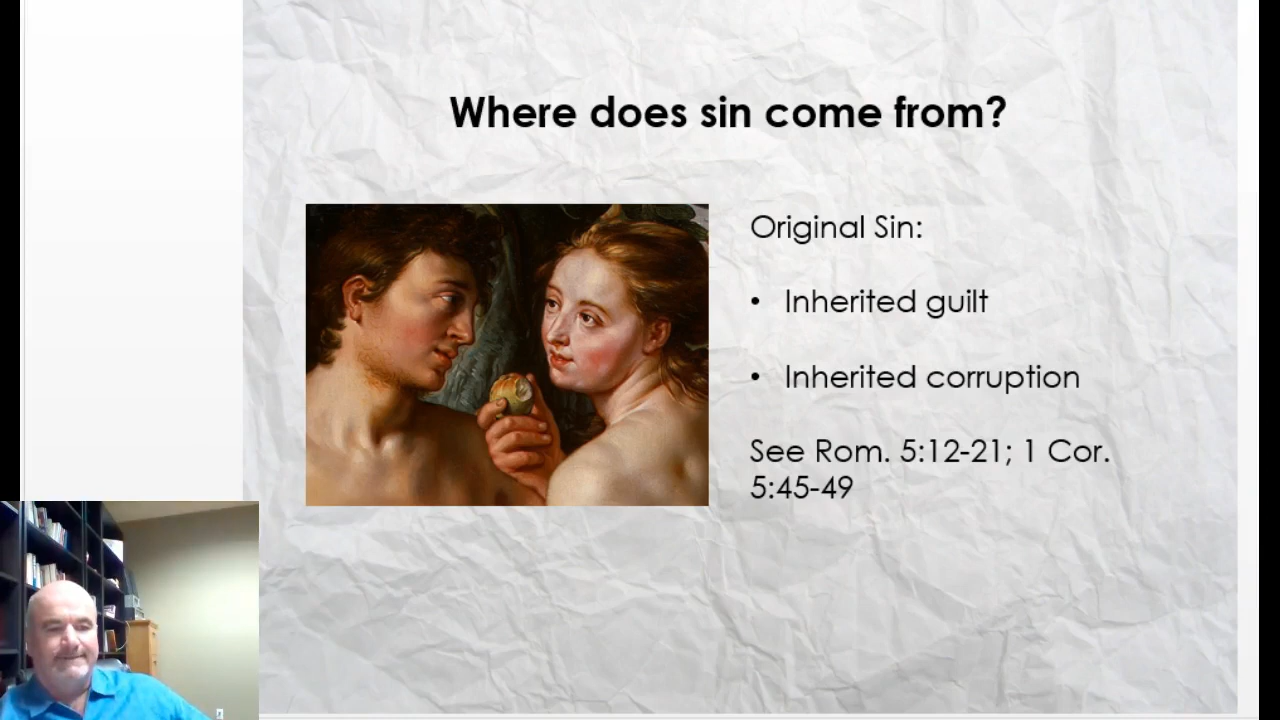 Where does sin come from?
Original Sin:
• Inherited guilt
• Inherited corruption
See Rom. 5:12-21; 1 Cor.
5:45-49